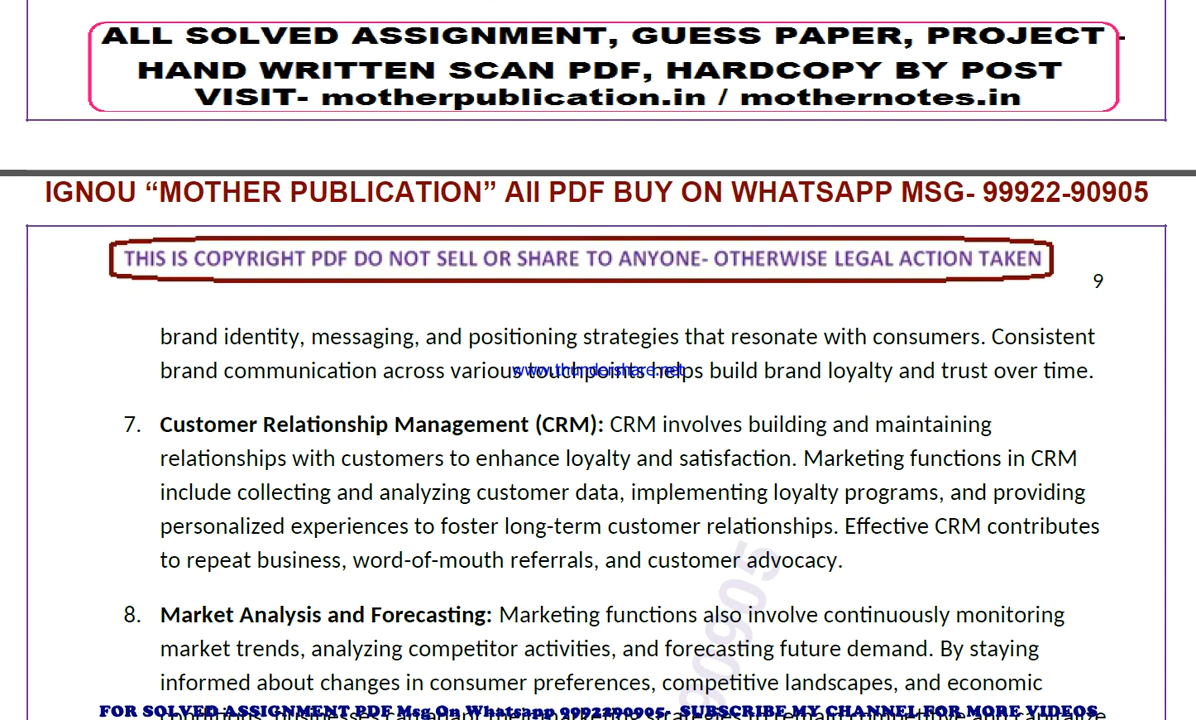 ALL SOLVED ASSIGNMENT, GUESS PAPER, PROJECT -
HAND WRITTEN SCAN PDF, HARDCOPY BY POST
VISIT- motherpublication.in / mothernotes.in
IGNOU “MOTHER PUBLICATION” All PDF BUY ON WHATSAPP MSG- 99922-90905
THIS IS COPYRIGHT PDF DO NOT SELL OR SHARE TO ANYONE- OTHERWISE LEGAL ACTION TAKEN
9
brand identity, messaging, and positioning strategies that resonate with consumers. Consistent
brand communication across various touchpoints helps build brand loyalty and trust over time.
www.thundershare.net
7. Customer Relationship Management (CRM): CRM involves building and maintaining
relationships with customers to enhance loyalty and satisfaction. Marketing functions in CRM
include collecting and analyzing customer data, implementing loyalty programs, and providing
personalized experiences to foster long-term customer relationships. Effective CRM contributes
to repeat business, word-of-mouth referrals, and customer advocacy.
8. Market Analysis and Forecasting: Marketing functions also involve continuously monitoring
market trends, analyzing competitor activities, and forecasting future demand. By staying
informed about changes in consumer preferences, competitive landscapes, and economic
90905
FOR SOLVED ASSIGNMENT PDF Msg On Whatsapp 9992290905- SUBSCRIBE MY CHANNEL FOR MORE VIDEOS